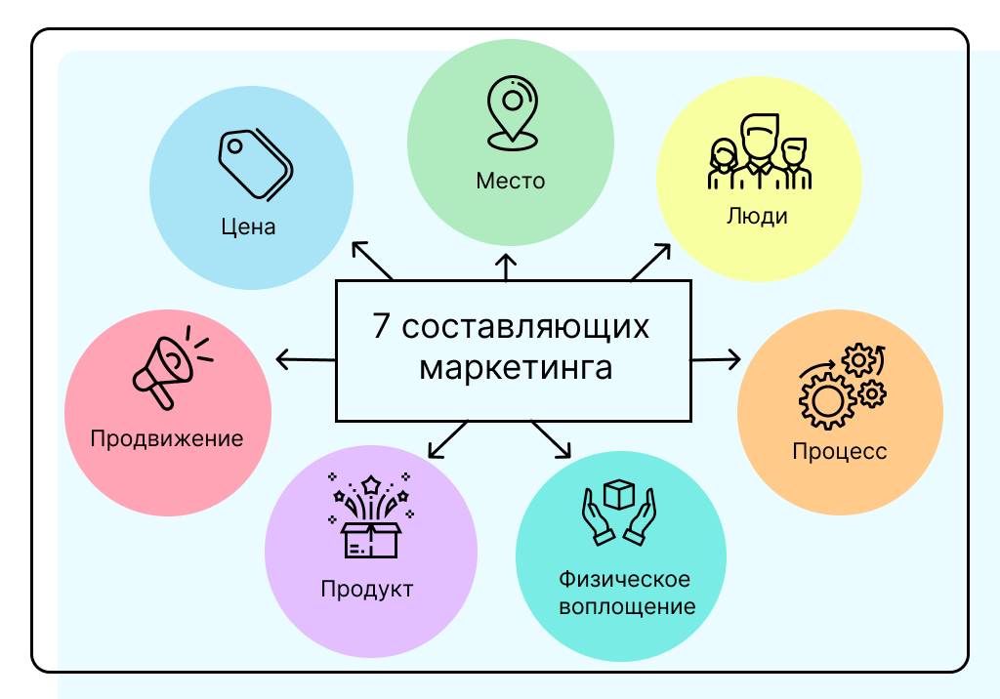 Место
Люди
Цена
7 составляющих
маркетинга
Продвижение
Процесс
Продукт
Физическое
воплощение